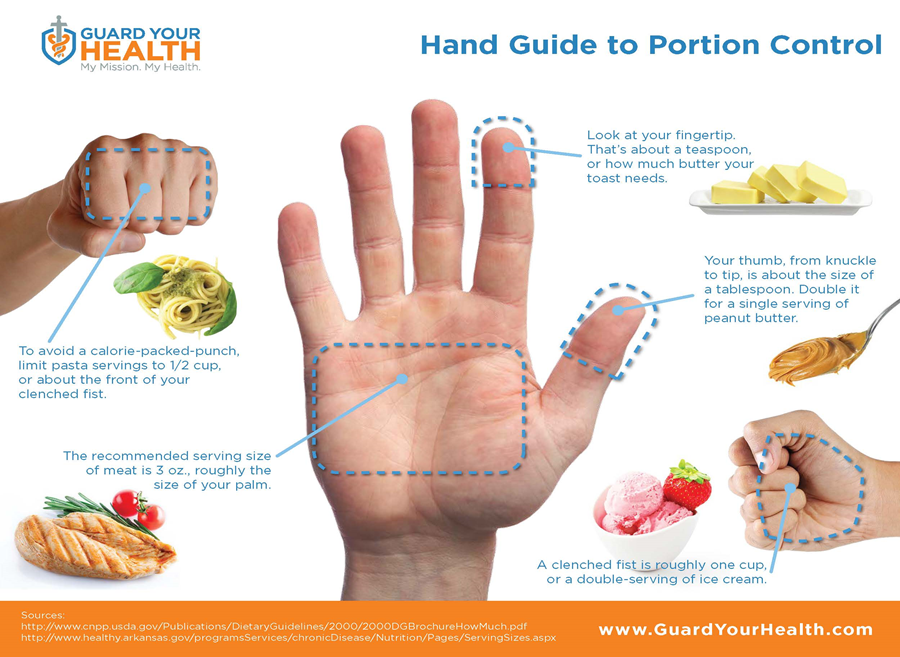 GUARD YOUR
HEALTH
My Mission. My Health.
Hand Guide to Portion Control
Look at your fingertip.
That's about a teaspoon,
or how much butter your
toast needs.
Your thumb, from knuckle
to tip, is about the size of
a tablespoon. Double it
for a single serving of
peanut butter.
To avoid a calorie-packed-punch,
limit pasta servings to 1/2 cup,
or about the front of your
clenched fist.
The recommended serving size
of meat is 3 oz., roughly the
size of your palm.
A clenched fist is roughly one cup,
or a double-serving of ice cream.
Sources:
http://www.cnpp.usda.gov/Publications/DietaryGuidelines/2000/2000DGBrochureHowMuch.pdf
http://www.healthy.arkansas.gov/programsServices/chronicDisease/Nutrition/Pages/ServingSizes.aspx
www.GuardYourHealth.com